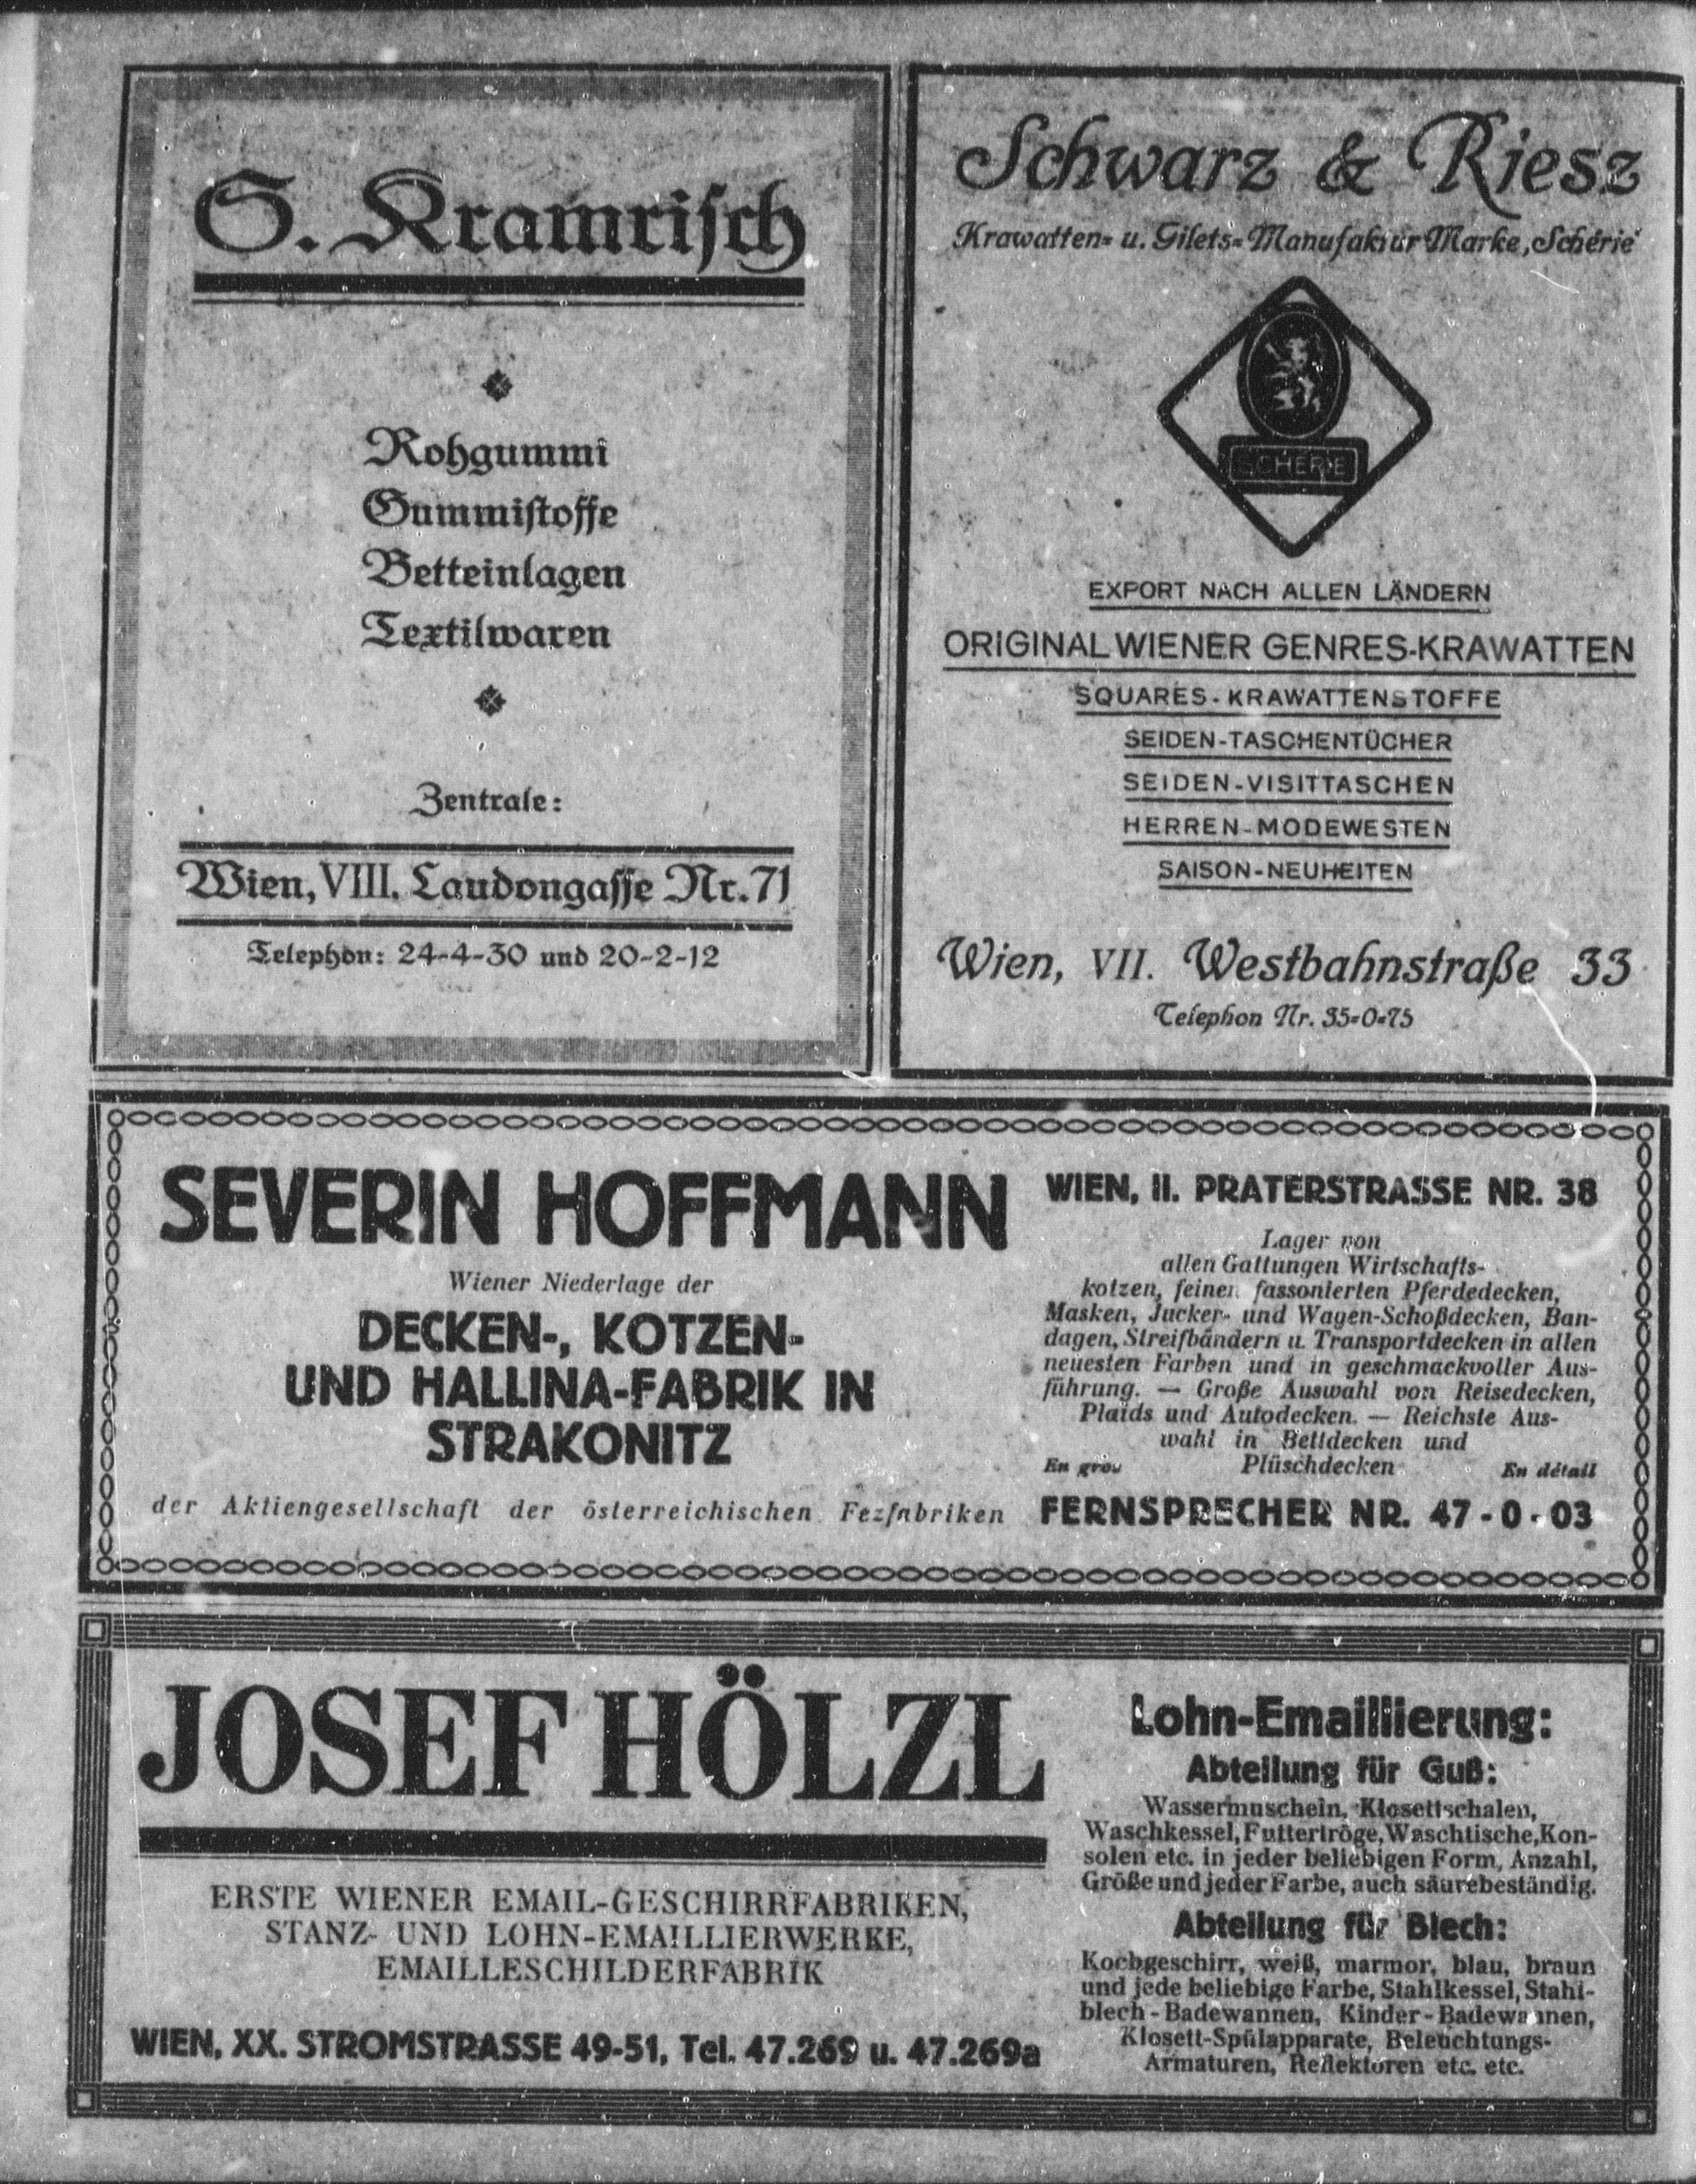 S. Kramrisch
Rohgummi
Gummistoffe
Betteinlagen
Textilwaren
Zentrale:
Wien, VIII. Laudongasse Nr. 71
Telephon: 24-4-30 und 20-2-12
Schwarz & Riesz
Krawatten- u. Gilets-Manufaktur Marke „Schérie“
SCHERIE
EXPORT NACH ALLEN LÄNDERN
ORIGINAL WIENER GENRES-KRAWATTEN
SQUARES-KRAWATTENSTOFFE
SEIDEN-TASCHENTÜCHER
SEIDEN-VISITTASCHEN
HERREN-MODEWESTEN
SAISON-NEUHEITEN
Wien, VII. Westbahnstraße 33
Telephon Nr. 35-0-75
SEVERIN HOFFMANN
Wiener Niederlage der
DECKEN-, KOTZEN-
UND HALLINA-FABRIK IN
STRAKONITZ
der Aktiengesellschaft der österreichischen Fezfabriken
WIEN, II. PRATERSTRASSE NR. 38
Lager von
allen Gattungen Wirtschafts-
kotzen, feinen fassonierten Pferdedecken,
Masken, Jucker- und Wagen-Schoßdecken, Ban-
dagen, Streifbändern u. Transportdecken in allen
neuesten Farben und in geschmackvoller Aus-
führung. — Große Auswahl von Reisedecken,
Plaids und Autodecken. — Reichste Aus-
wahl in Bettdecken und
En gros Plüschdecken En détail
FERNSPRECHER NR. 47-0-03
JOSEF HÖLZL
ERSTE WIENER EMAIL-GESCHIRRFABRIKEN,
STANZ- UND LOHN-EMAILLIERWERKE,
EMAILLESCHILDERFABRIK
WIEN, XX. STROMSTRASSE 49-51, Tel. 47.269 u. 47.269a
Lohn-Emaillierung:
Abteilung für Guß:
Wassermuscheln, Klosettschalen,
Waschkessel, Futtertröge, Waschtische, Kon-
solen etc. in jeder beliebigen Form, Anzahl,
Größe und jeder Farbe, auch säurebeständig.
Abteilung für Blech:
Kochgeschirr, weiß, marmor, blau, braun
und jede beliebige Farbe, Stahlkessel, Stahl-
blech-Badewannen, Kinder-Badewannen,
Klosett-Spülapparate, Beleuchtungs-
Armaturen, Reflektoren etc. etc.